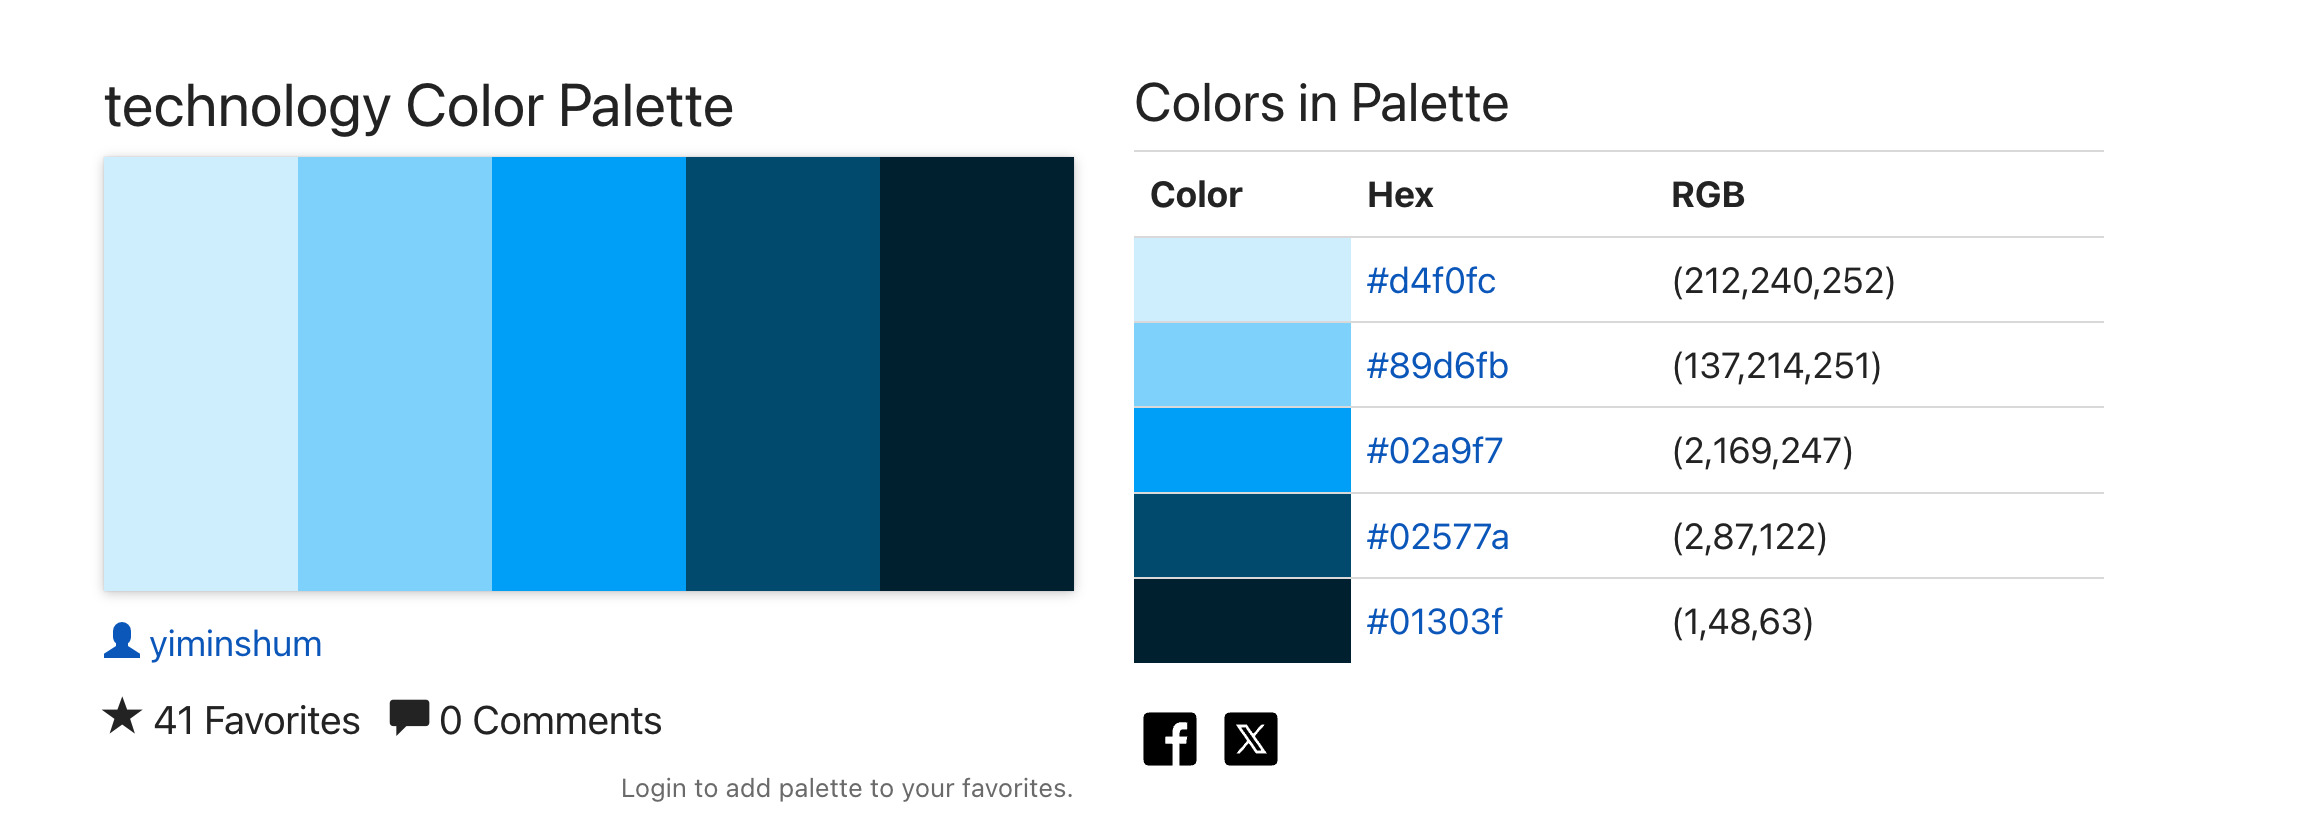 technology Color Palette
yiminshum
41 Favorites 0 Comments
Login to add palette to your favorites.
Colors in Palette
Color Hex RGB
#d4f0fc (212,240,252)
#89d6fb (137,214,251)
#02a9f7 (2,169,247)
#02577a (2,87,122)
#01303f (1,48,63)